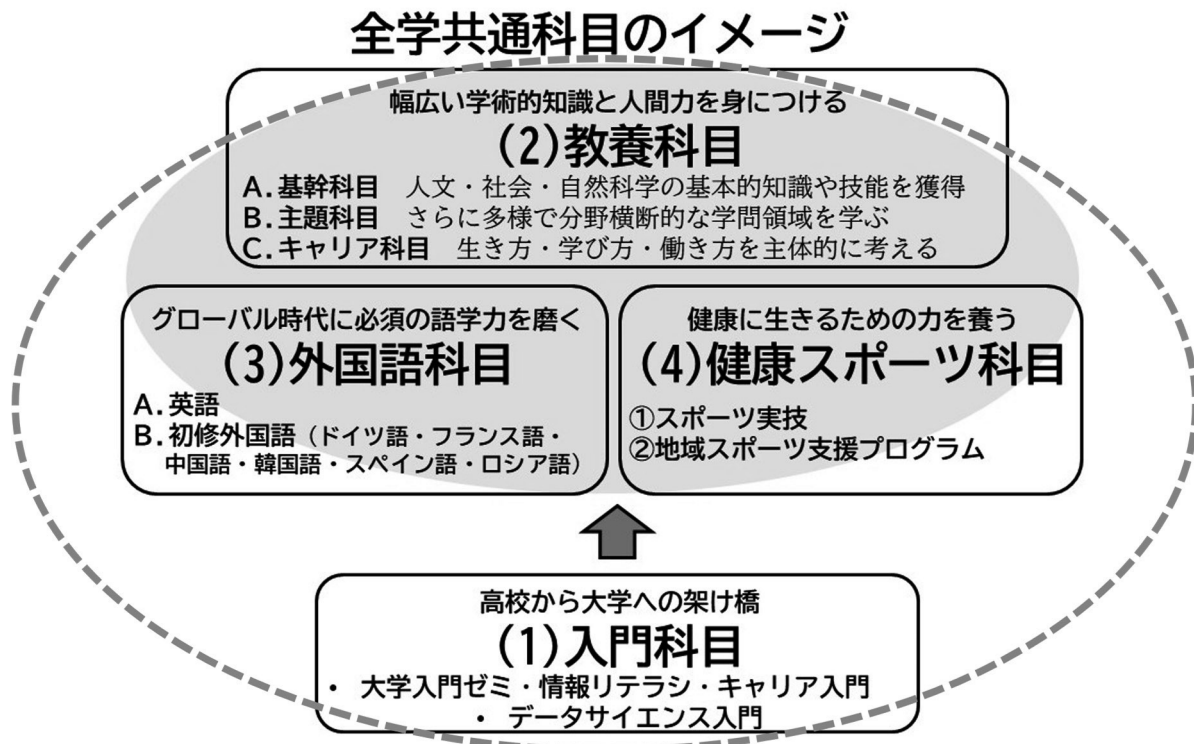 全学共通科目のイメージ
幅広い学術的知識と人間力を身につける
(2)教養科目
A.基幹科目 人文・社会・自然科学の基本的知識や技能を獲得
B.主題科目 さらに多様で分野横断的な学問領域を学ぶ
C.キャリア科目 生き方・学び方・働き方を主体的に考える
グローバル時代に必須の語学力を磨く
(3)外国語科目
A.英語
B.初修外国語（ドイツ語・フランス語・
中国語・韓国語・スペイン語・ロシア語）
健康に生きるための力を養う
(4)健康スポーツ科目
①スポーツ実技
②地域スポーツ支援プログラム
高校から大学への架け橋
(1)入門科目
• 大学入門ゼミ・情報リテラシ・キャリア入門
• データサイエンス入門